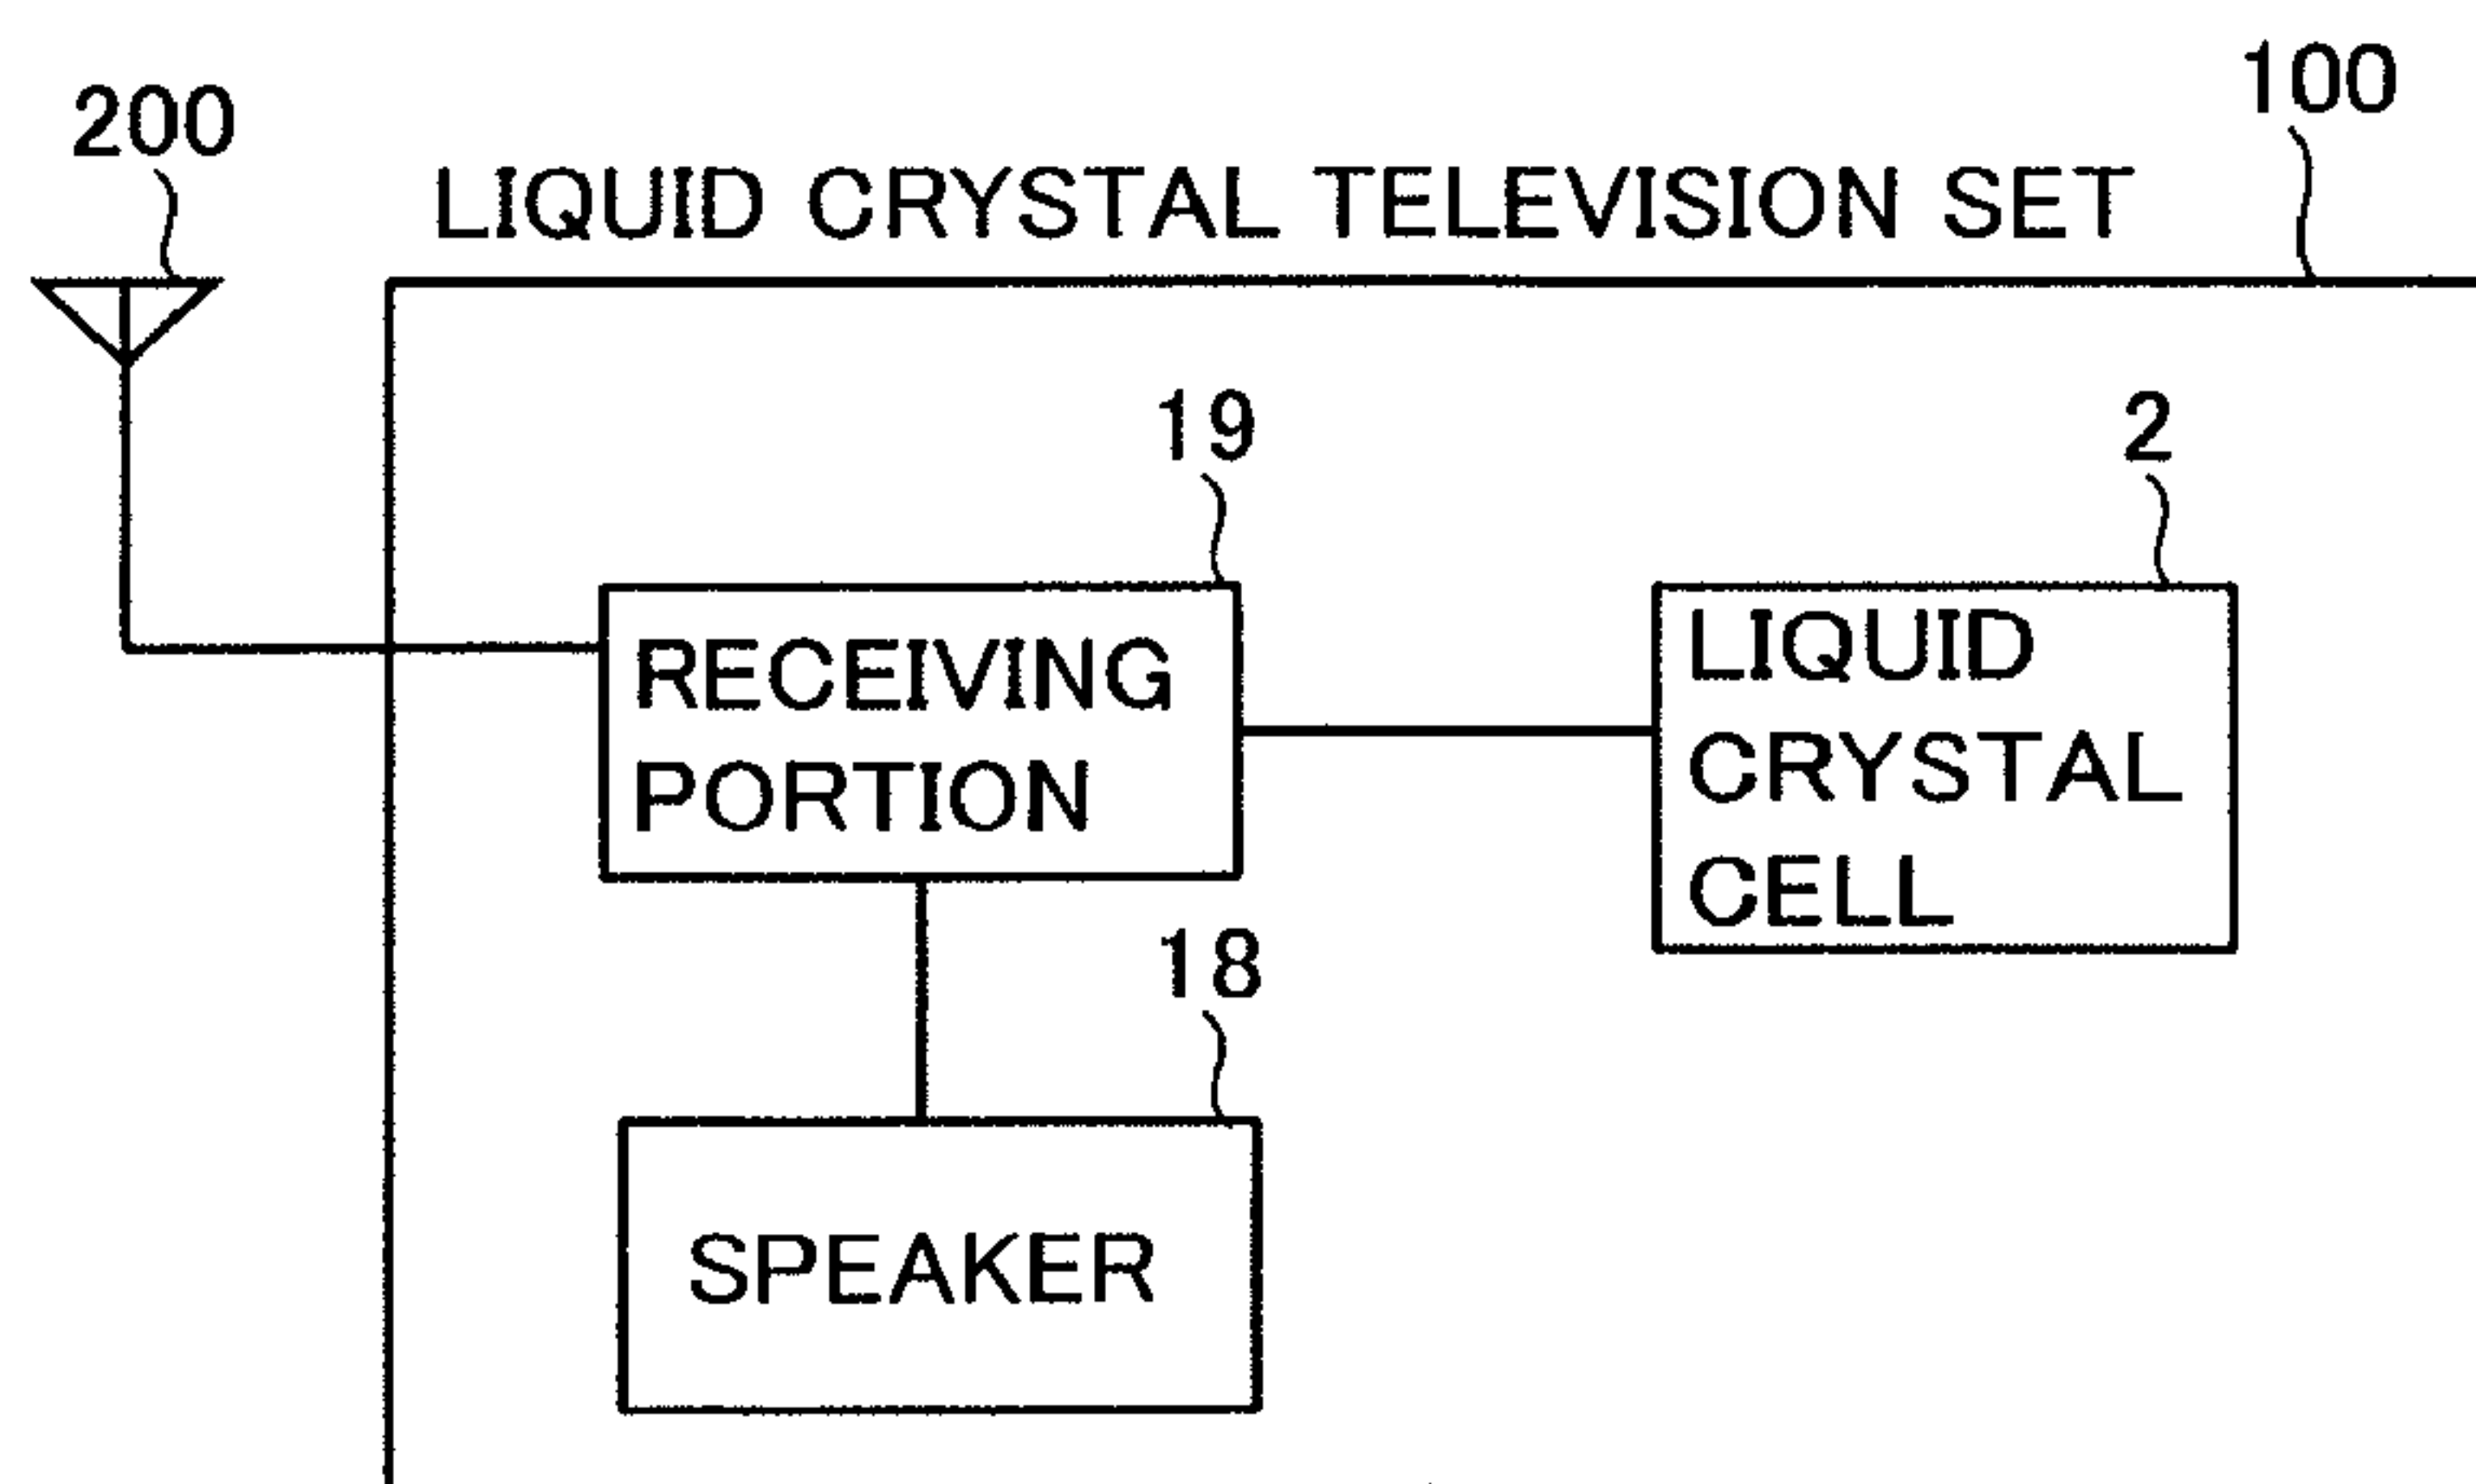 200
100
LIQUID CRYSTAL TELEVISION SET
19
2
RECEIVING
PORTION
LIQUID
CRYSTAL
CELL
18
SPEAKER